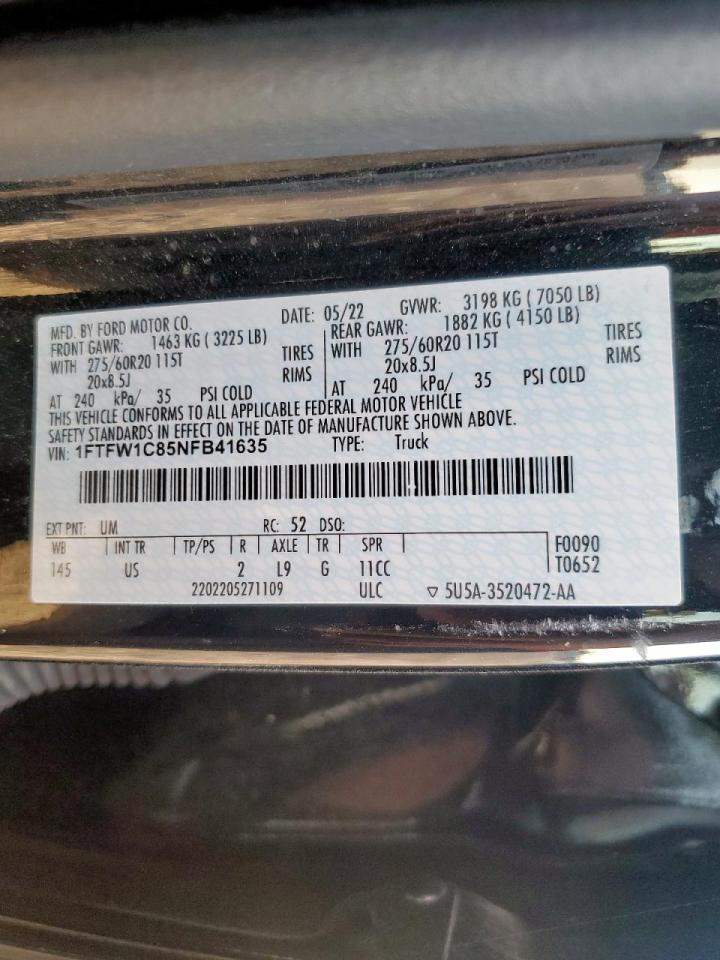 MFD. BY FORD MOTOR CO. DATE: 05/22 GVWR: 3198 KG ( 7050 LB)
FRONT GAWR: 1463 KG ( 3225 LB) REAR GAWR: 1882 KG ( 4150 LB)
WITH 275/60R20 115T TIRES WITH 275/60R20 115T TIRES
20x8.5J RIMS 20x8.5J RIMS
AT 240 kPa/ 35 PSI COLD AT 240 kPa/ 35 PSI COLD
THIS VEHICLE CONFORMS TO ALL APPLICABLE FEDERAL MOTOR VEHICLE
SAFETY STANDARDS IN EFFECT ON THE DATE OF MANUFACTURE SHOWN ABOVE.
VIN: 1FTFW1C85NFB41635 TYPE: Truck
EXT PNT: UM RC: 52 DSO:
WB INT TR TP/PS R AXLE TR SPR F0090
145 US 2 L9 G 11CC T0652
2202205271109 ULC ▽ 5U5A-3520472-AA